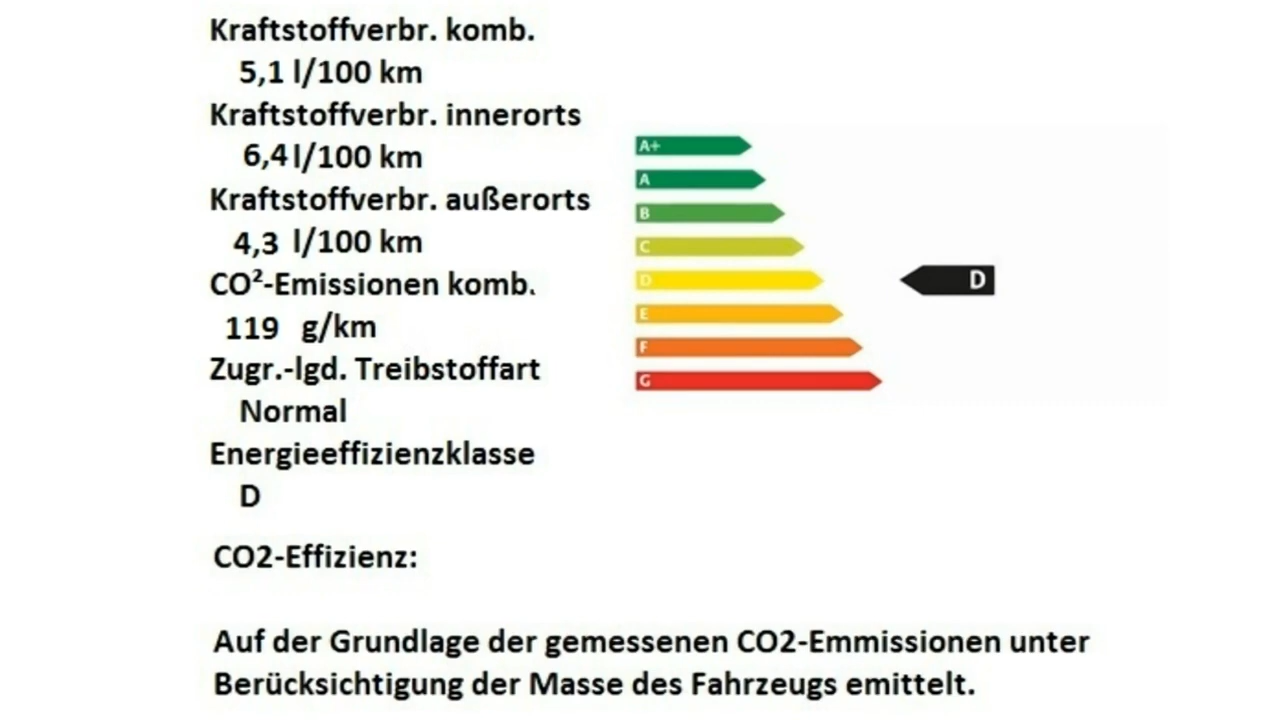 Kraftstoffverbr. komb.
5,1 l/100 km
Kraftstoffverbr. innerorts
6,4 l/100 km
Kraftstoffverbr. außerorts
4,3 l/100 km
CO²-Emissionen komb.
119 g/km
Zugr.-lgd. Treibstoffart
Normal
Energieeffizienzklasse
D
A+
A
B
C
D
E
F
G
D
CO2-Effizienz:
Auf der Grundlage der gemessenen CO2-Emmissionen unter
Berücksichtigung der Masse des Fahrzeugs emittelt.